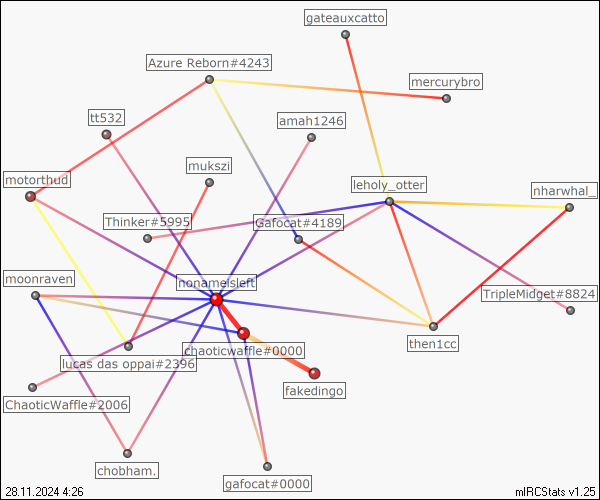 gateauxcatto
Azure Reborn#4243
mercurybro
tt532
amah1246
mukszi
motorthud
leholy_otter
nharwhal_
Thinker#5995
Gafocat#4189
moonraven
nonameisleft
TripleMidget#8824
then1cc
chaoticwaffle#0000
lucas das oppai#2396
fakedingo
ChaoticWaffle#2006
chobham.
gafocat#0000
28.11.2024 4:26
mIRCStats v1.25